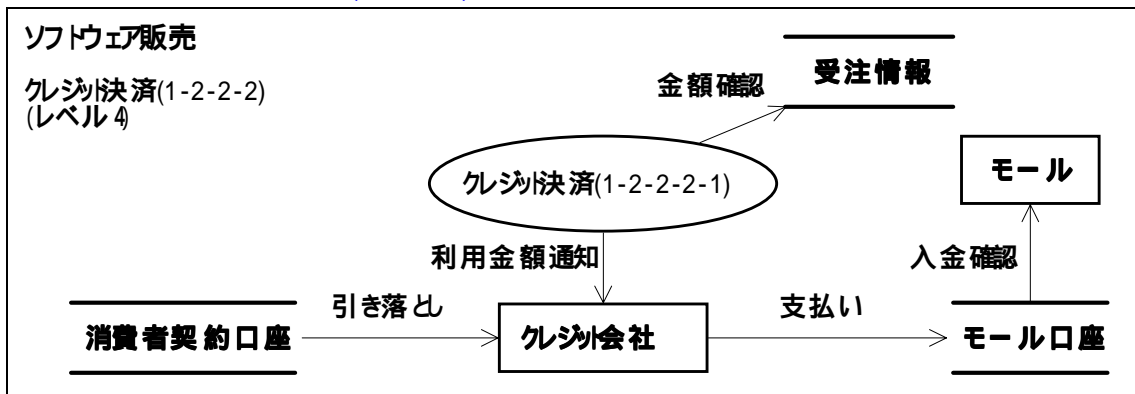 ソフトウェア販売
クレジット決済(1-2-2-2)
(レベル4)
受注情報
金額確認
モール
クレジット決済(1-2-2-2-1)
利用金額通知
入金確認
引き落とし
支払い
消費者契約口座
クレジット会社
モール口座